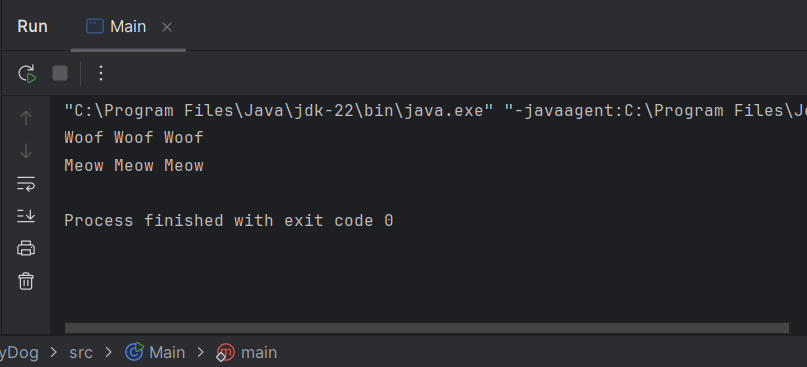 Run Main
"C:\Program Files\Java\jdk-22\bin\java.exe" "-javaagent:C:\Program Files\Je
Woof Woof Woof
Meow Meow Meow
Process finished with exit code 0
yDog > src > Main > main